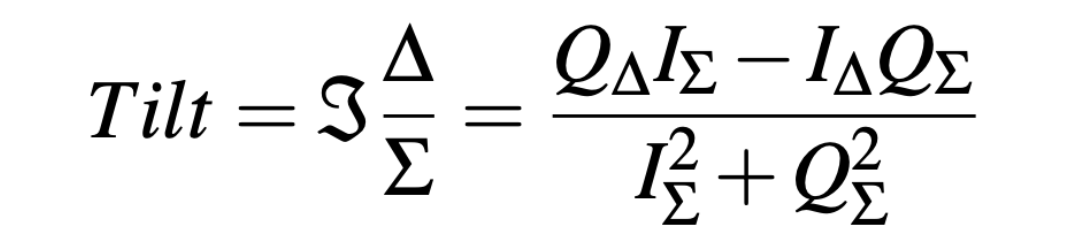 Tilt = ℑ Δ/Σ = (Q_Δ I_Σ − I_Δ Q_Σ)/(I_Σ^2 + Q_Σ^2)